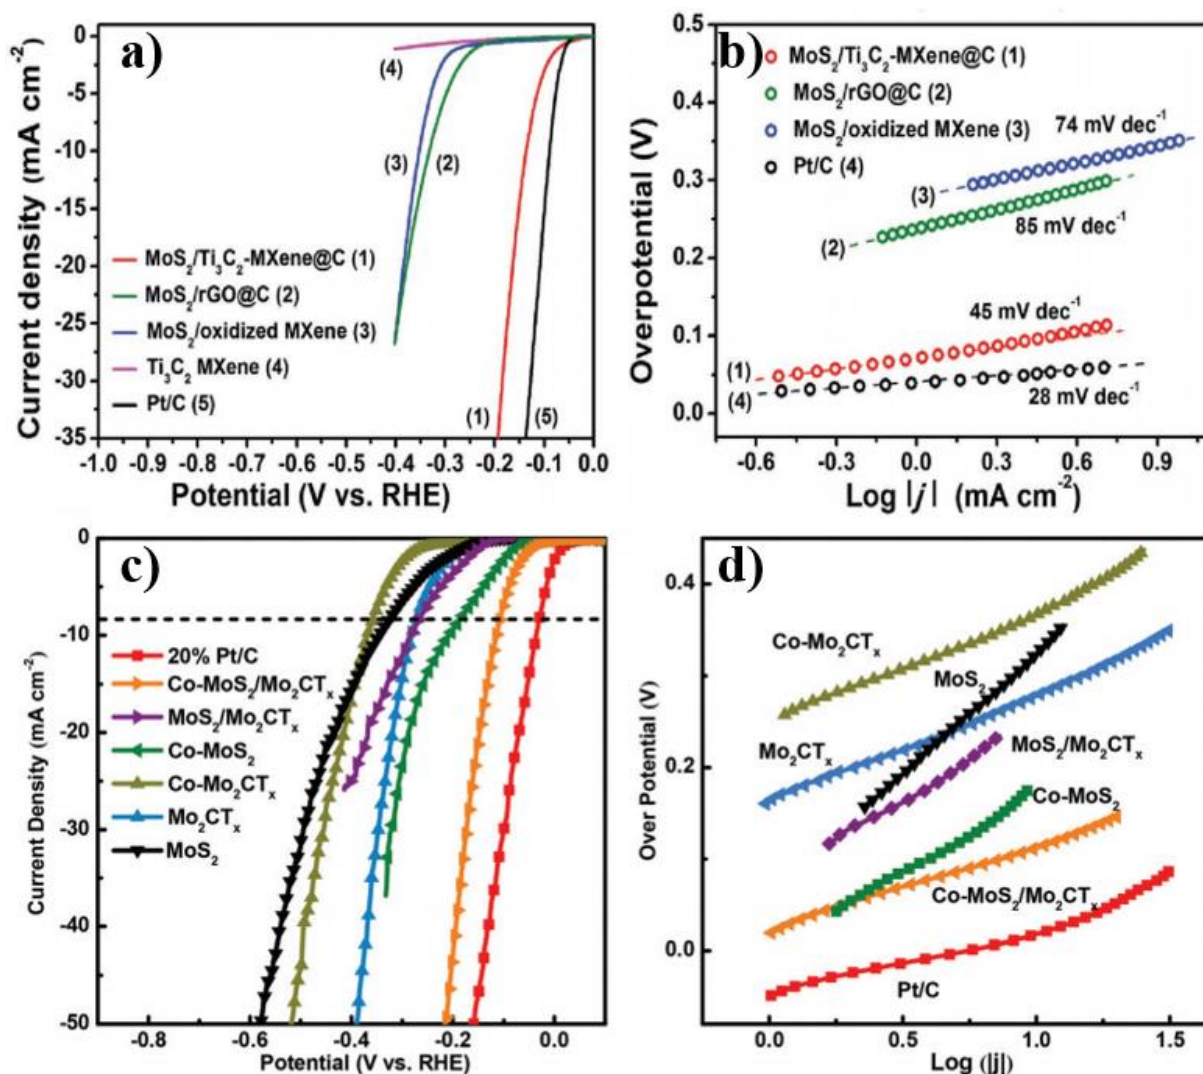 a)
Current density (mA cm⁻²)
0
-5
-10
-15
-20
-25
-30
-35
(4)
(3)
(2)
MoS₂/Ti₃C₂-MXene@C (1)
MoS₂/rGO@C (2)
MoS₂/oxidized MXene (3)
Ti₃C₂ MXene (4)
Pt/C (5)
(1)
(5)
-1.0 -0.9 -0.8 -0.7 -0.6 -0.5 -0.4 -0.3 -0.2 -0.1 0.0
Potential (V vs. RHE)
b)
Overpotential (V)
0.5
0.4
0.3
0.2
0.1
0.0
MoS₂/Ti₃C₂-MXene@C (1)
MoS₂/rGO@C (2)
MoS₂/oxidized MXene (3)
Pt/C (4)
74 mV dec⁻¹
(3)
(2)
85 mV dec⁻¹
45 mV dec⁻¹
(1)
(4)
28 mV dec⁻¹
-0.6 -0.3 0.0 0.3 0.6 0.9
Log |j| (mA cm⁻²)
c)
Current Density (mA cm⁻²)
0
-10
-20
-30
-40
-50
20% Pt/C
Co-MoS₂/Mo₂CTₓ
MoS₂/Mo₂CTₓ
Co-MoS₂
Co-Mo₂CTₓ
Mo₂CTₓ
MoS₂
-0.8 -0.6 -0.4 -0.2 0.0
Potential (V vs. RHE)
d)
Over Potential (V)
0.4
0.2
0.0
Co-Mo₂CTₓ
MoS₂
Mo₂CTₓ
MoS₂/Mo₂CTₓ
Co-MoS₂
Co-MoS₂/Mo₂CTₓ
Pt/C
0.0 0.5 1.0 1.5
Log (|j|)